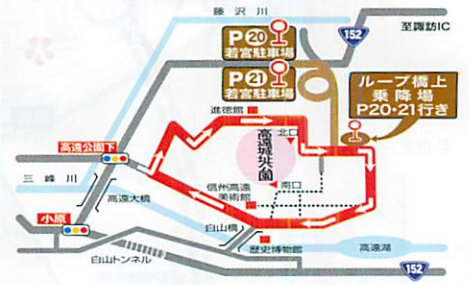 藤沢川
至諏訪IC
152
P20
若宮駐車場
P21
若宮駐車場
ループ橋上
乗降場
P20・21行き
進徳館
北口
高遠城址公園
高遠公園下
三峰川
高遠大橋
信州高遠
美術館
南口
小原
白山橋
歴史博物館
高遠湖
白山トンネル
152